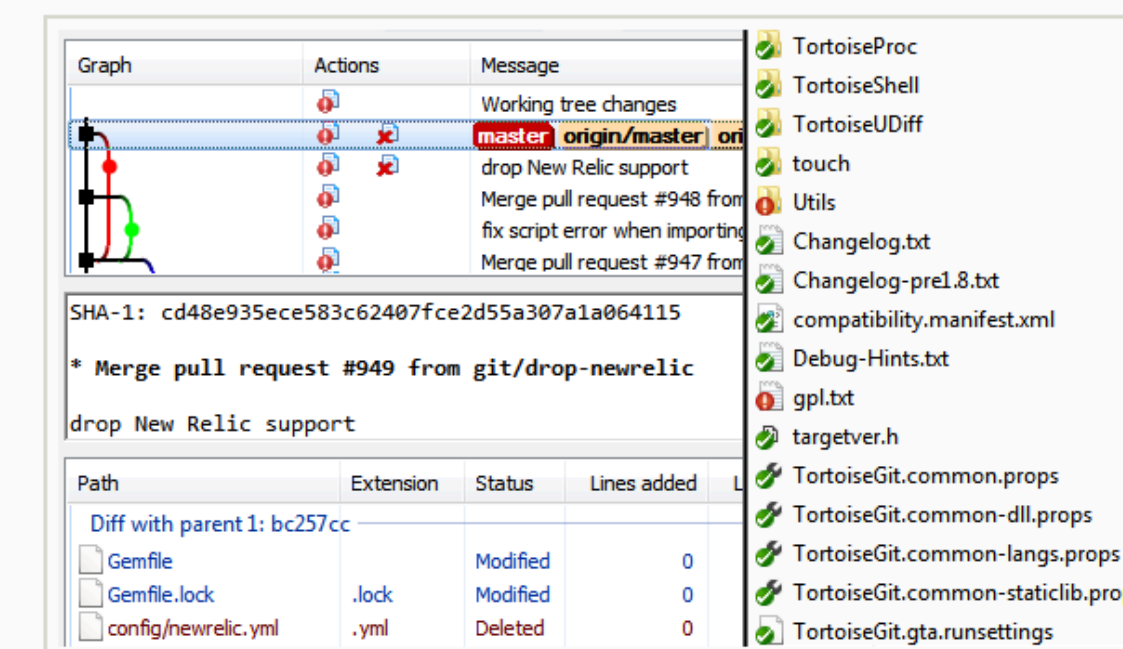 Graph Actions Message
Working tree changes
master origin/master ori
drop New Relic support
Merge pull request #948 from
fix script error when importing
Merge pull request #947 from
SHA-1: cd48e935ece583c62407fce2d55a307a1a064115
* Merge pull request #949 from git/drop-newrelic
drop New Relic support
Path Extension Status Lines added L
Diff with parent 1: bc257cc
Gemfile Modified 0
Gemfile.lock .lock Modified 0
config/newrelic.yml .yml Deleted 0
TortoiseProc
TortoiseShell
TortoiseUDiff
touch
Utils
Changelog.txt
Changelog-pre1.8.txt
compatibility.manifest.xml
Debug-Hints.txt
gpl.txt
targetver.h
TortoiseGit.common.props
TortoiseGit.common-dll.props
TortoiseGit.common-langs.props
TortoiseGit.common-staticlib.pro
TortoiseGit.gta.runsettings